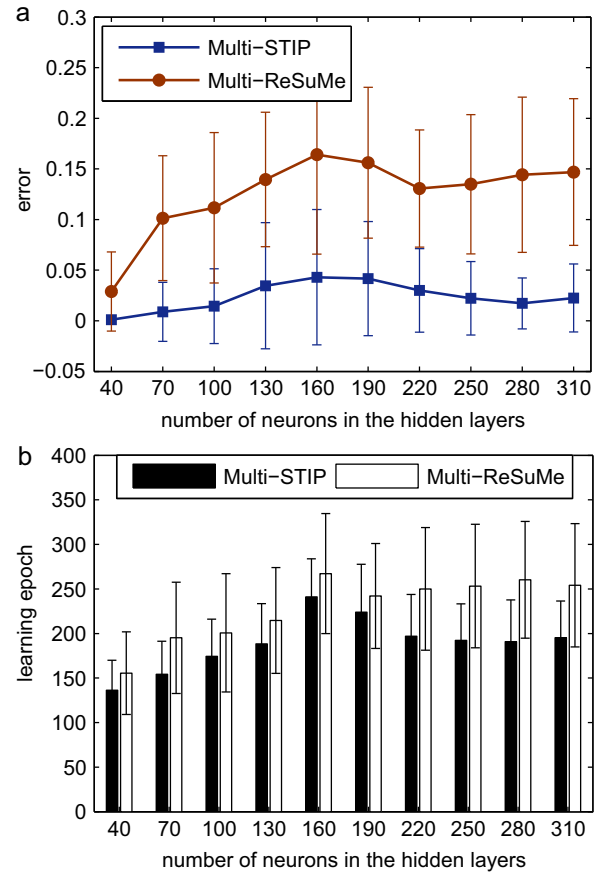 a
0.3
0.25
0.2
0.15
0.1
0.05
0
−0.05
error
Multi−STIP
Multi−ReSuMe
40 70 100 130 160 190 220 250 280 310
number of neurons in the hidden layers
b
400
350
300
250
200
150
100
50
0
learning epoch
Multi−STIP Multi−ReSuMe
40 70 100 130 160 190 220 250 280 310
number of neurons in the hidden layers